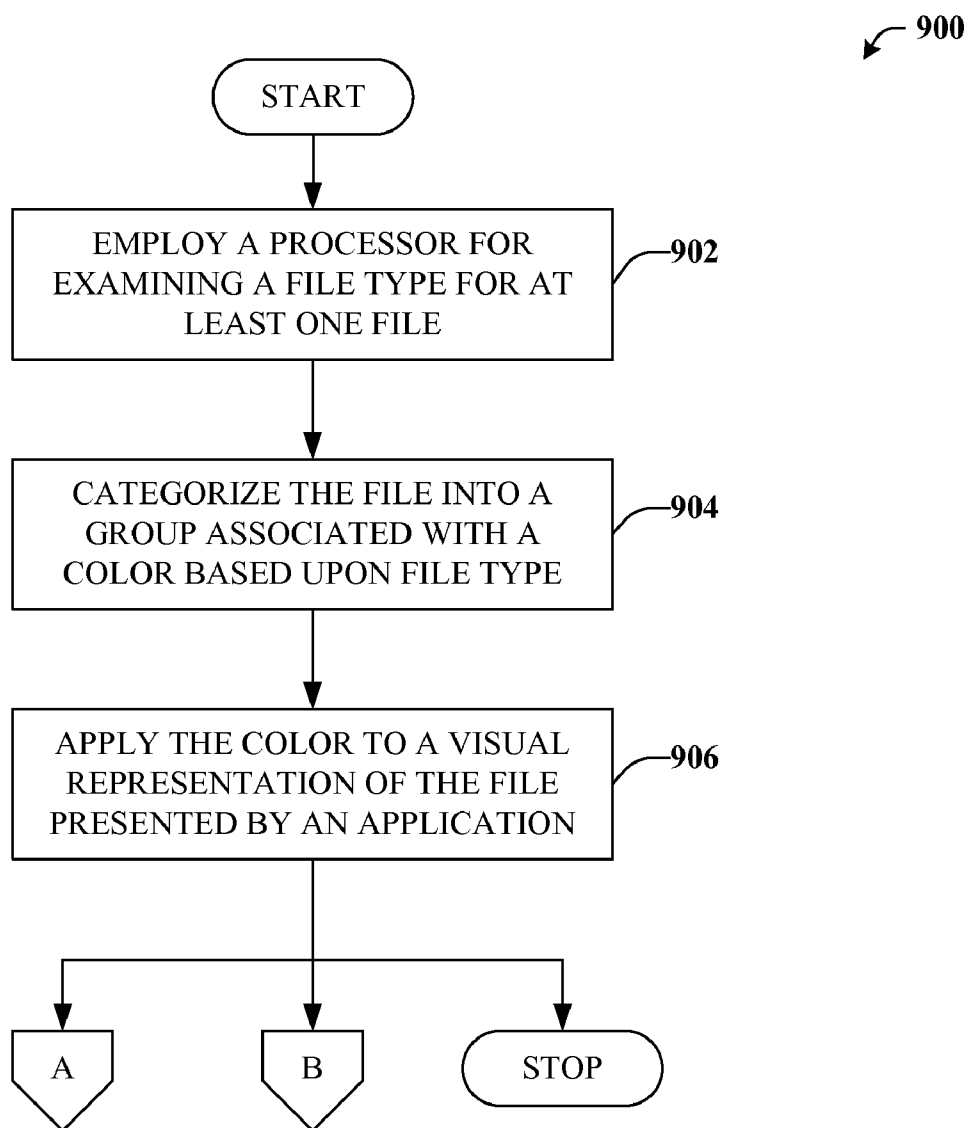 900
START
EMPLOY A PROCESSOR FOR
EXAMINING A FILE TYPE FOR AT
LEAST ONE FILE
902
CATEGORIZE THE FILE INTO A
GROUP ASSOCIATED WITH A
COLOR BASED UPON FILE TYPE
904
APPLY THE COLOR TO A VISUAL
REPRESENTATION OF THE FILE
PRESENTED BY AN APPLICATION
906
A
B
STOP